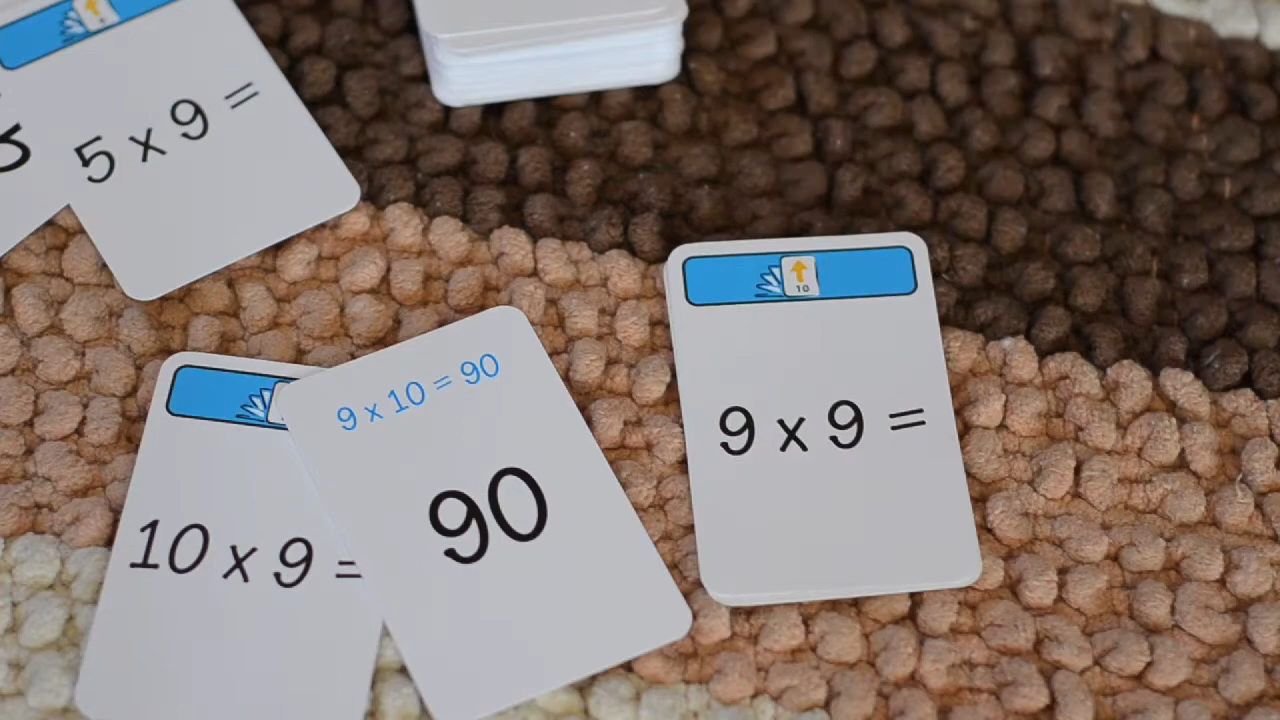 5 x 9 =
9 x 10 = 90
90
10 x 9 =
10
9 x 9 =